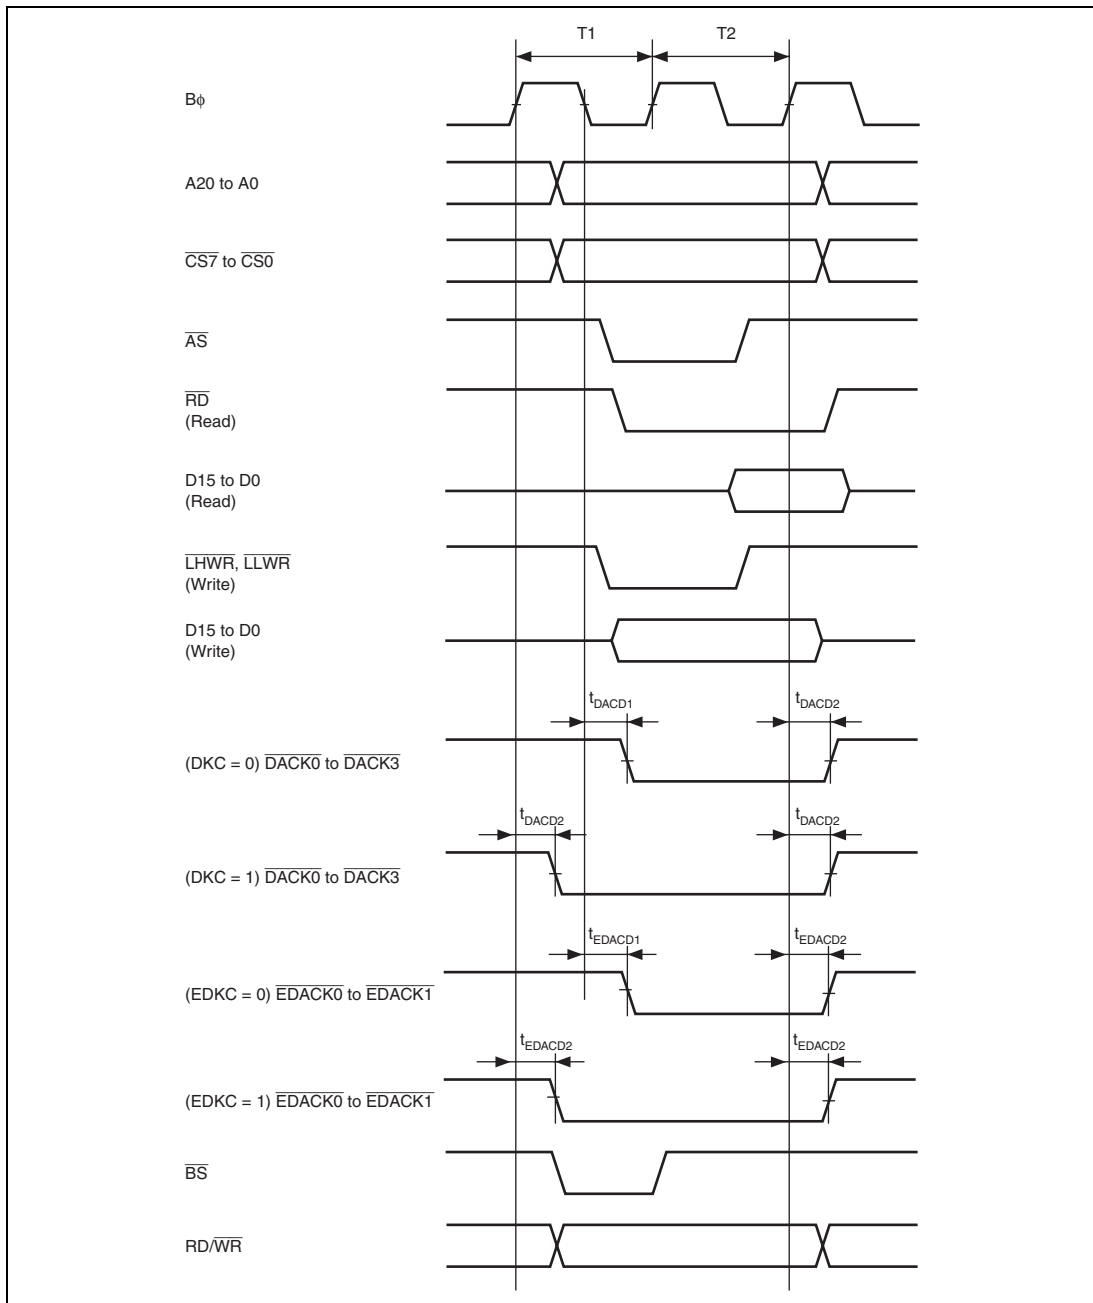 T1 T2
Bϕ
A20 to A0
CS7 to CS0
AS
RD
(Read)
D15 to D0
(Read)
LHWR, LLWR
(Write)
D15 to D0
(Write)
tDACD1 tDACD2
(DKC = 0) DACK0 to DACK3
tDACD2 tDACD2
(DKC = 1) DACK0 to DACK3
tEDACD1 tEDACD2
(EDKC = 0) EDACK0 to EDACK1
tEDACD2 tEDACD2
(EDKC = 1) EDACK0 to EDACK1
BS
RD/WR